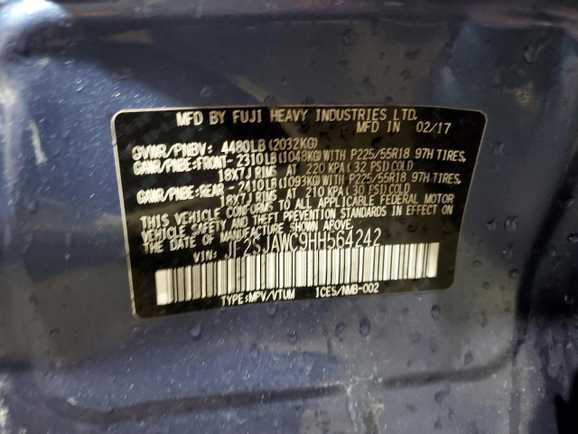 MFD BY FUJI HEAVY INDUSTRIES LTD.
MFD IN 02/17
GVWR/PNBV: 4480LB(2032KG)
GAWR/PNBE:FRONT- 2310LB(1048KG)WITH P225/55R18 97H TIRES,
18X7J RIMS AT 220 KPA(32 PSI)COLD
GAWR/PNBE:REAR - 2410LB(1093KG)WITH P225/55R18 97H TIRES,
18X7J RIMS AT 210 KPA(30 PSI)COLD
THIS VEHICLE CONFORMS TO ALL APPLICABLE FEDERAL MOTOR
VEHICLE SAFETY AND BUMPER STANDARDS IN EFFECT ON
THE DATE OF MANUFACTURE SHOWN ABOVE.
VIN: JF2SJAWC9HH564242
TYPE:MPV/VTUM ICES/NMB-002